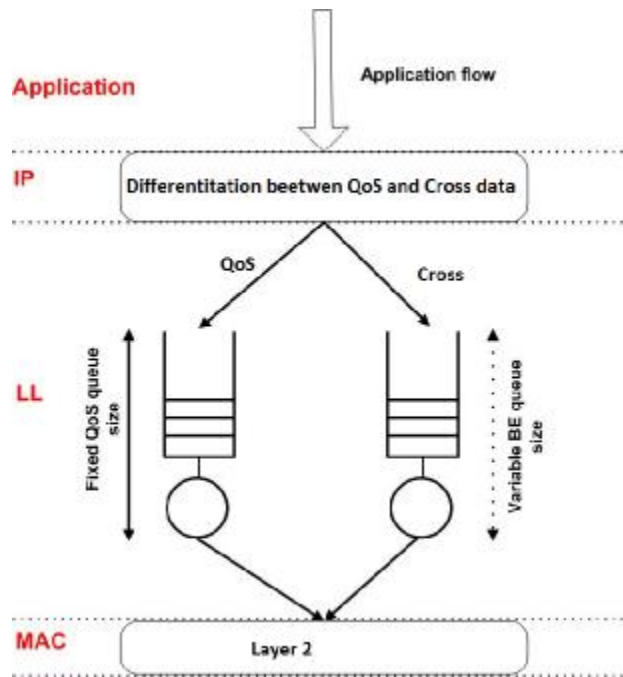 Application
Application flow
IP
Differentitation beetwen QoS and Cross data
QoS
Cross
LL
Fixed QoS queue
size
Variable BE queue
size
MAC
Layer 2